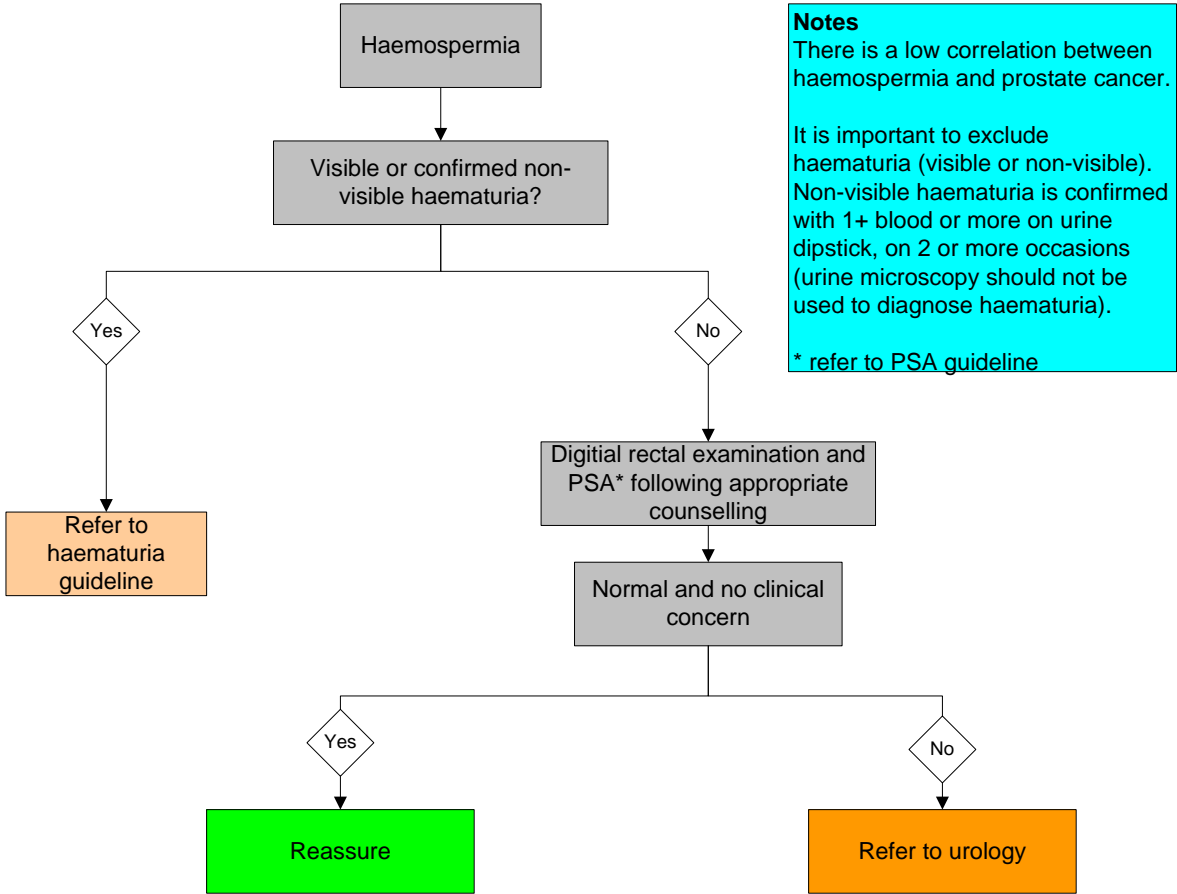 Haemospermia
Visible or confirmed non-
visible haematuria?
Yes
No
Refer to
haematuria
guideline
Digitial rectal examination and
PSA* following appropriate
counselling
Normal and no clinical
concern
Yes
No
Reassure
Refer to urology
Notes
There is a low correlation between
haemospermia and prostate cancer.
It is important to exclude
haematuria (visible or non-visible).
Non-visible haematuria is confirmed
with 1+ blood or more on urine
dipstick, on 2 or more occasions
(urine microscopy should not be
used to diagnose haematuria).
* refer to PSA guideline